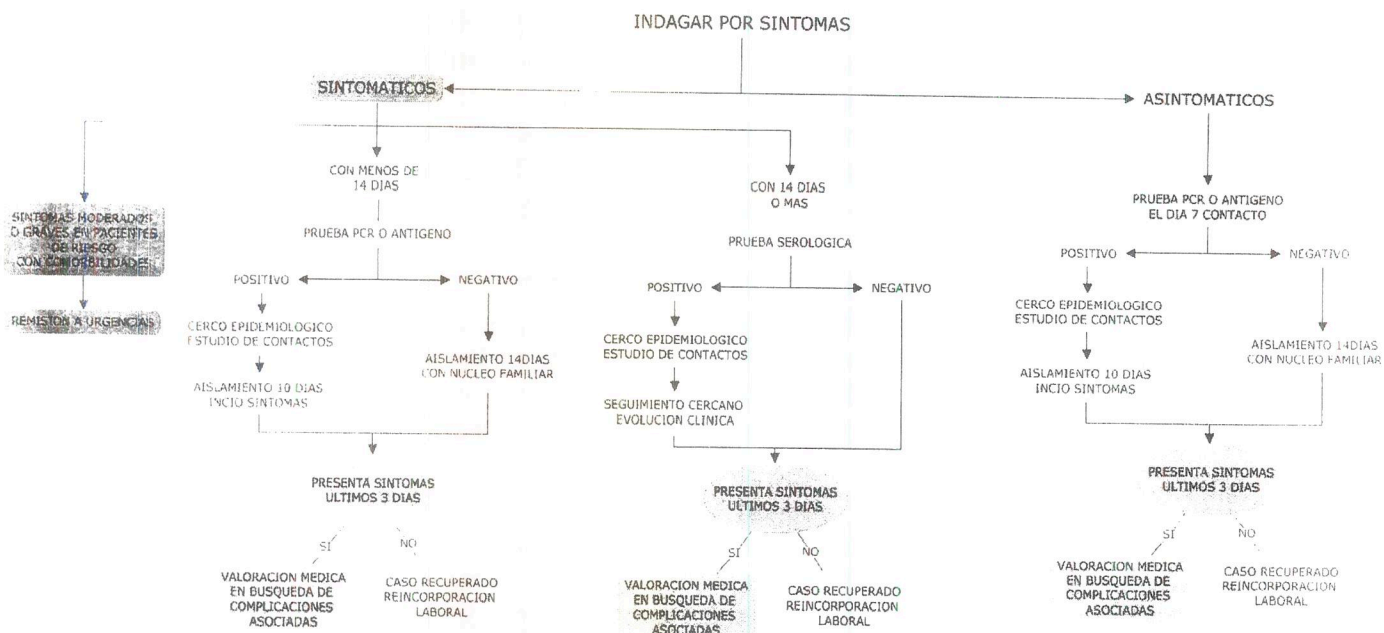 INDAGAR POR SINTOMAS
SINTOMATICOS
ASINTOMATICOS
SINTOMAS MODERADOS
O GRAVES EN PACIENTES
DE RIESGO
CON COMORBILIDADES
REMISION A URGENCIAS
CON MENOS DE
14 DIAS
PRUEBA PCR O ANTIGENO
POSITIVO
NEGATIVO
CERCO EPIDEMIOLOGICO
ESTUDIO DE CONTACTOS
AISLAMIENTO 10 DIAS
INCIO SINTOMAS
AISLAMIENTO 14DIAS
CON NUCLEO FAMILIAR
PRESENTA SINTOMAS
ULTIMOS 3 DIAS
SI
NO
VALORACION MEDICA
EN BUSQUEDA DE
COMPLICACIONES
ASOCIADAS
CASO RECUPERADO
REINCORPORACION
LABORAL
CON 14 DIAS
O MAS
PRUEBA SEROLOGICA
POSITIVO
NEGATIVO
CERCO EPIDEMIOLOGICO
ESTUDIO DE CONTACTOS
SEGUIMIENTO CERCANO
EVOLUCION CLINICA
PRESENTA SINTOMAS
ULTIMOS 3 DIAS
SI
NO
VALORACION MEDICA
EN BUSQUEDA DE
COMPLICACIONES
ASOCIADAS
CASO RECUPERADO
REINCORPORACION
LABORAL
PRUEBA PCR O ANTIGENO
EL DIA 7 CONTACTO
POSITIVO
NEGATIVO
CERCO EPIDEMIOLOGICO
ESTUDIO DE CONTACTOS
AISLAMIENTO 10 DIAS
INCIO SINTOMAS
AISLAMIENTO 14DIAS
CON NUCLEO FAMILIAR
PRESENTA SINTOMAS
ULTIMOS 3 DIAS
SI
NO
VALORACION MEDICA
EN BUSQUEDA DE
COMPLICACIONES
ASOCIADAS
CASO RECUPERADO
REINCORPORACION
LABORAL